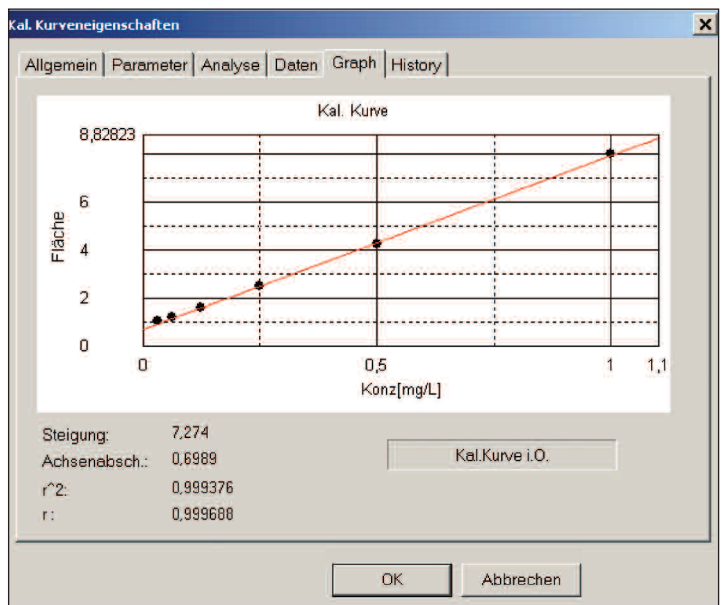 Kal. Kurveneigenschaften
Allgemein Parameter Analyse Daten Graph History
Kal. Kurve
8,82823
6
4
2
0
Fläche
0 0,5 1 1,1
Konz[mg/L]
Steigung: 7,274
Achsenabsch.: 0,6989
r^2: 0,999376
r: 0,999688
Kal.Kurve i.O.
OK Abbrechen